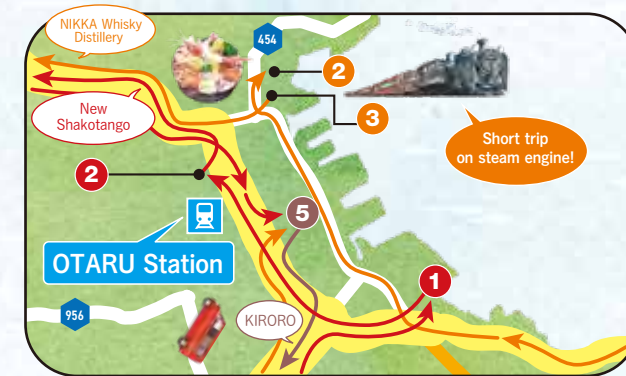 NIKKA Whisky
Distillery
454
2
3
New
Shakotango
Short trip
on steam engine!
2
5
OTARU Station
1
956
KIRORO